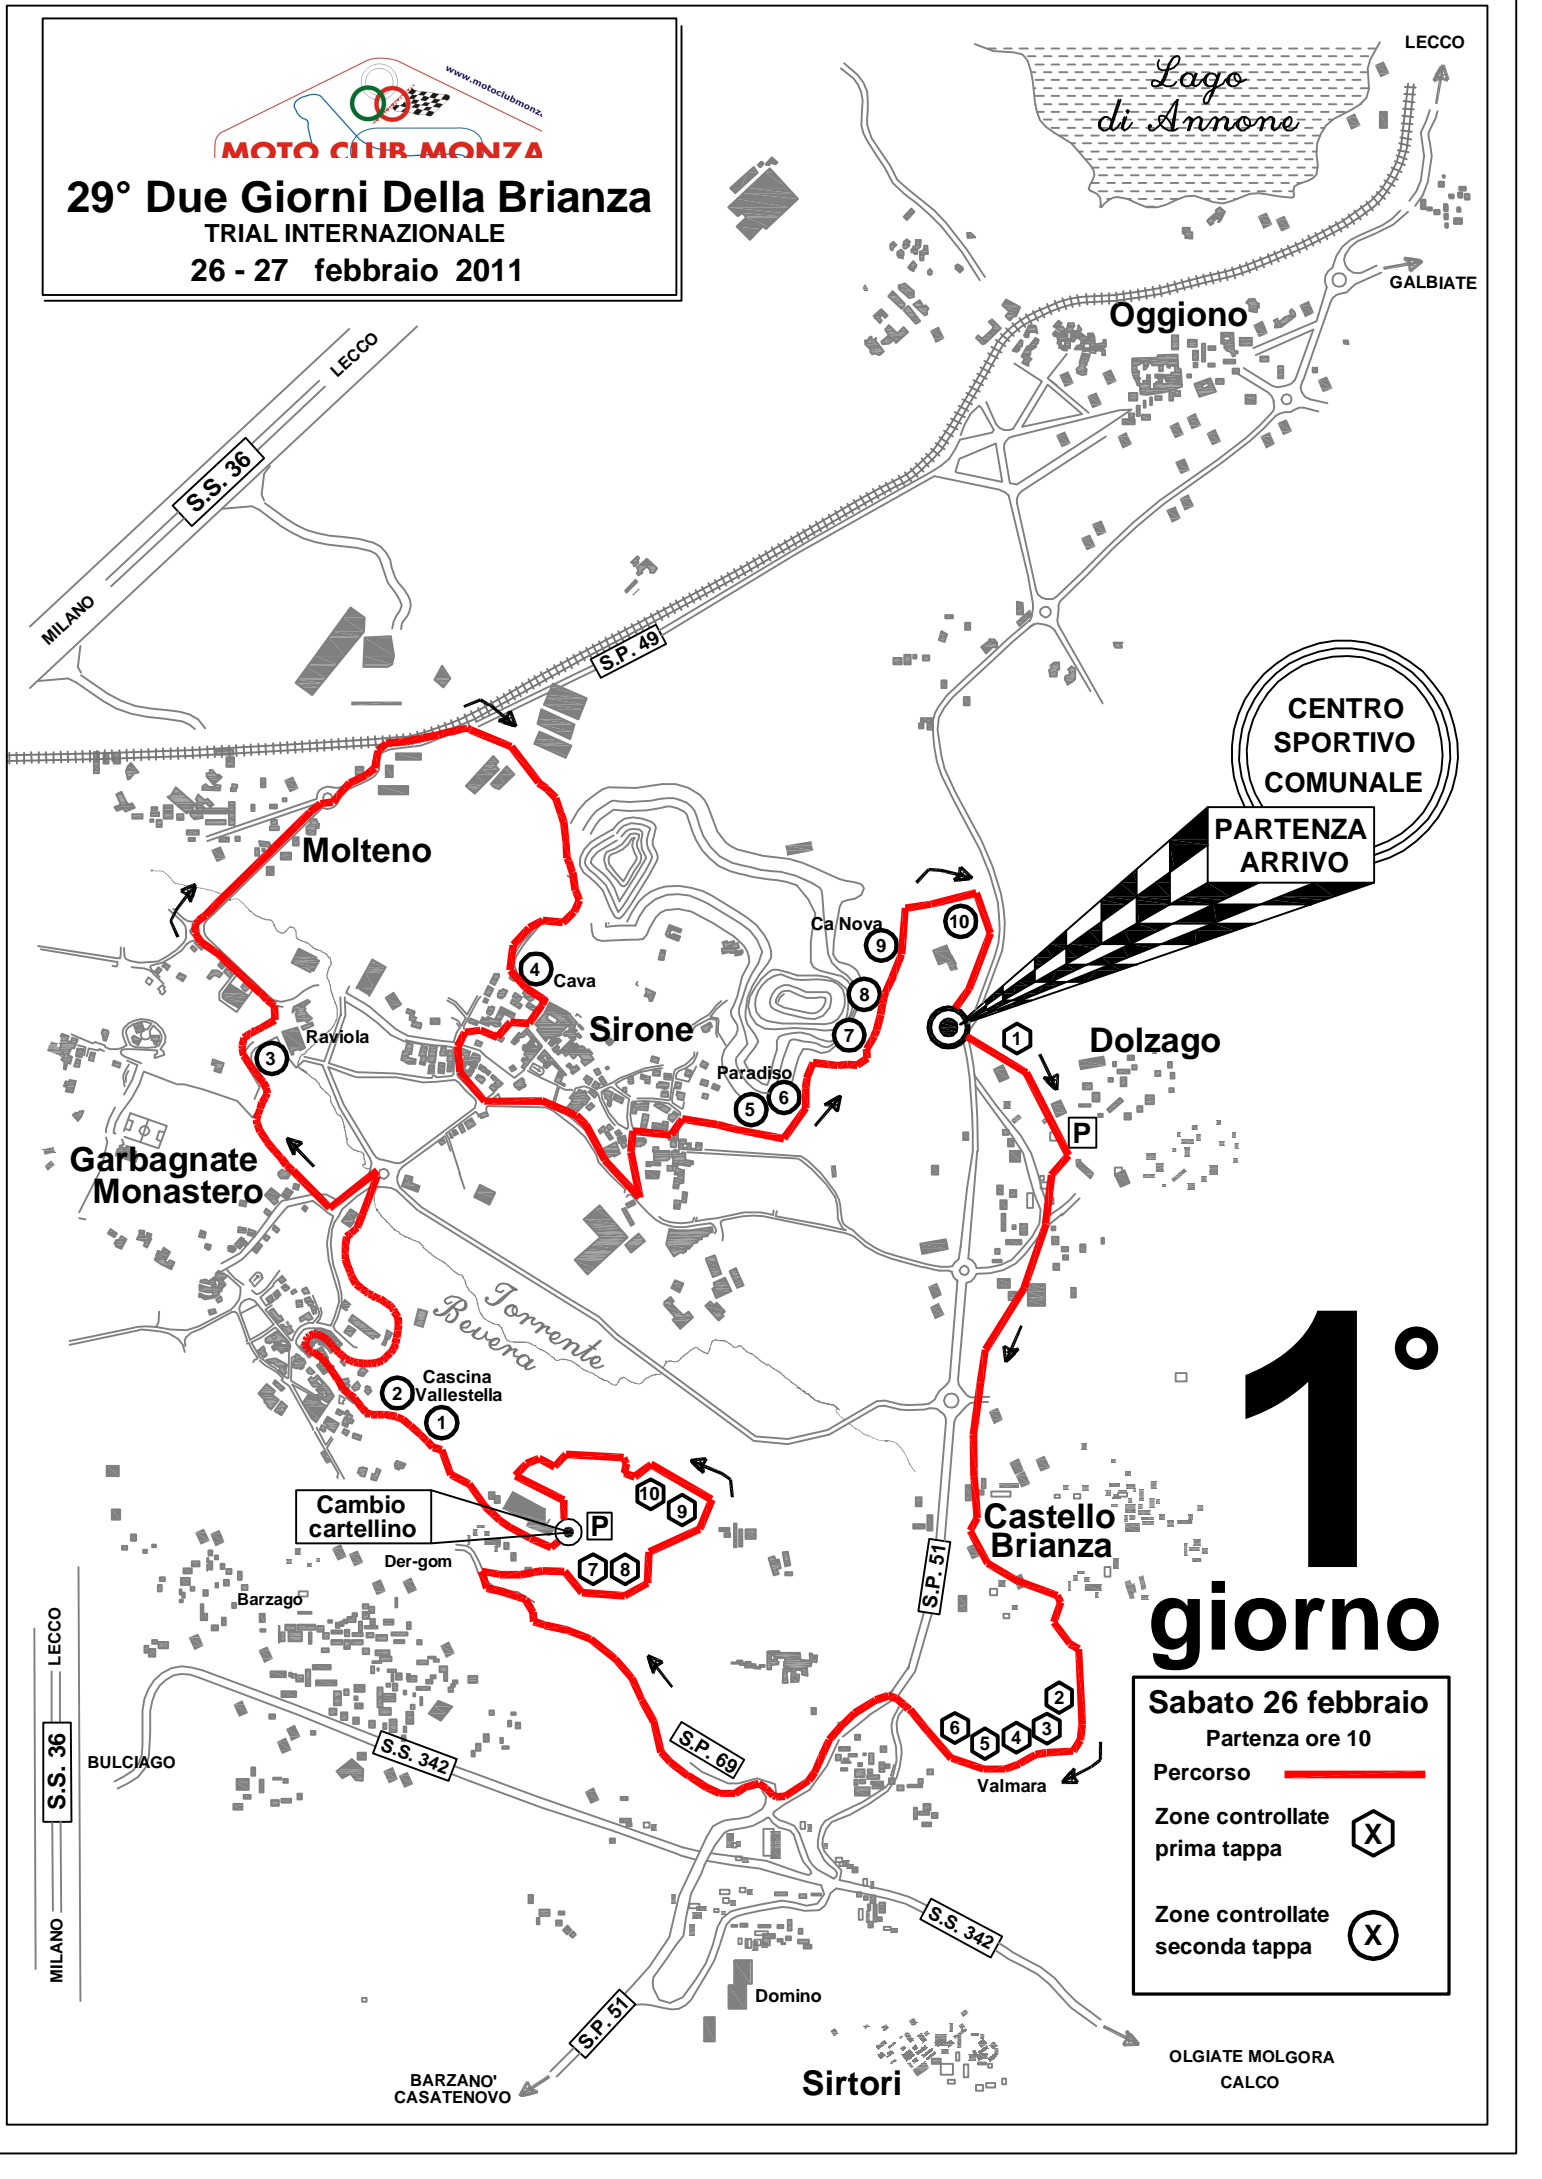 www.motoclubmonz
MOTO CLUB MONZA
29° Due Giorni Della Brianza
TRIAL INTERNAZIONALE
26 - 27 febbraio 2011
Lago
di Annone
LECCO
GALBIATE
Oggiono
LECCO
S.S. 36
MILANO
S.P. 49
CENTRO
SPORTIVO
COMUNALE
PARTENZA
ARRIVO
Molteno
Ca Nova
10
9
4
Cava
8
Sirone
7
1
Dolzago
Raviola
3
Paradiso
6
5
P
Garbagnate
Monastero
Torrente
Bevera
Cascina
Vallestella
2
1
1°
giorno
10
9
Cambio
cartellino
P
Castello
Brianza
Der-gom
7
8
S.P. 51
Barzago
LECCO
S.S. 36
MILANO
BULCIAGO
S.S. 342
S.P. 69
2
6
5
4
3
Valmara
Sabato 26 febbraio
Partenza ore 10
Percorso
Zone controllate
prima tappa
X
Zone controllate
seconda tappa
X
S.S. 342
Domino
S.P. 51
Sirtori
BARZANO'
CASATENOVO
OLGIATE MOLGORA
CALCO